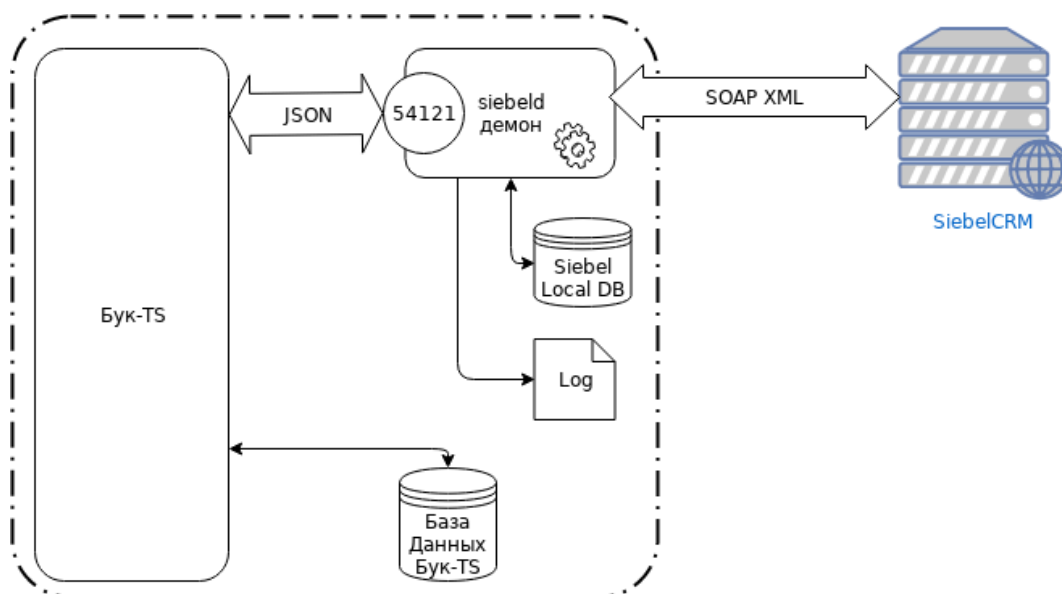 JSON
54121
siebeld
демон
SOAP XML
SiebelCRM
Siebel
Local DB
Бук-TS
Log
База
Данных
Бук-TS